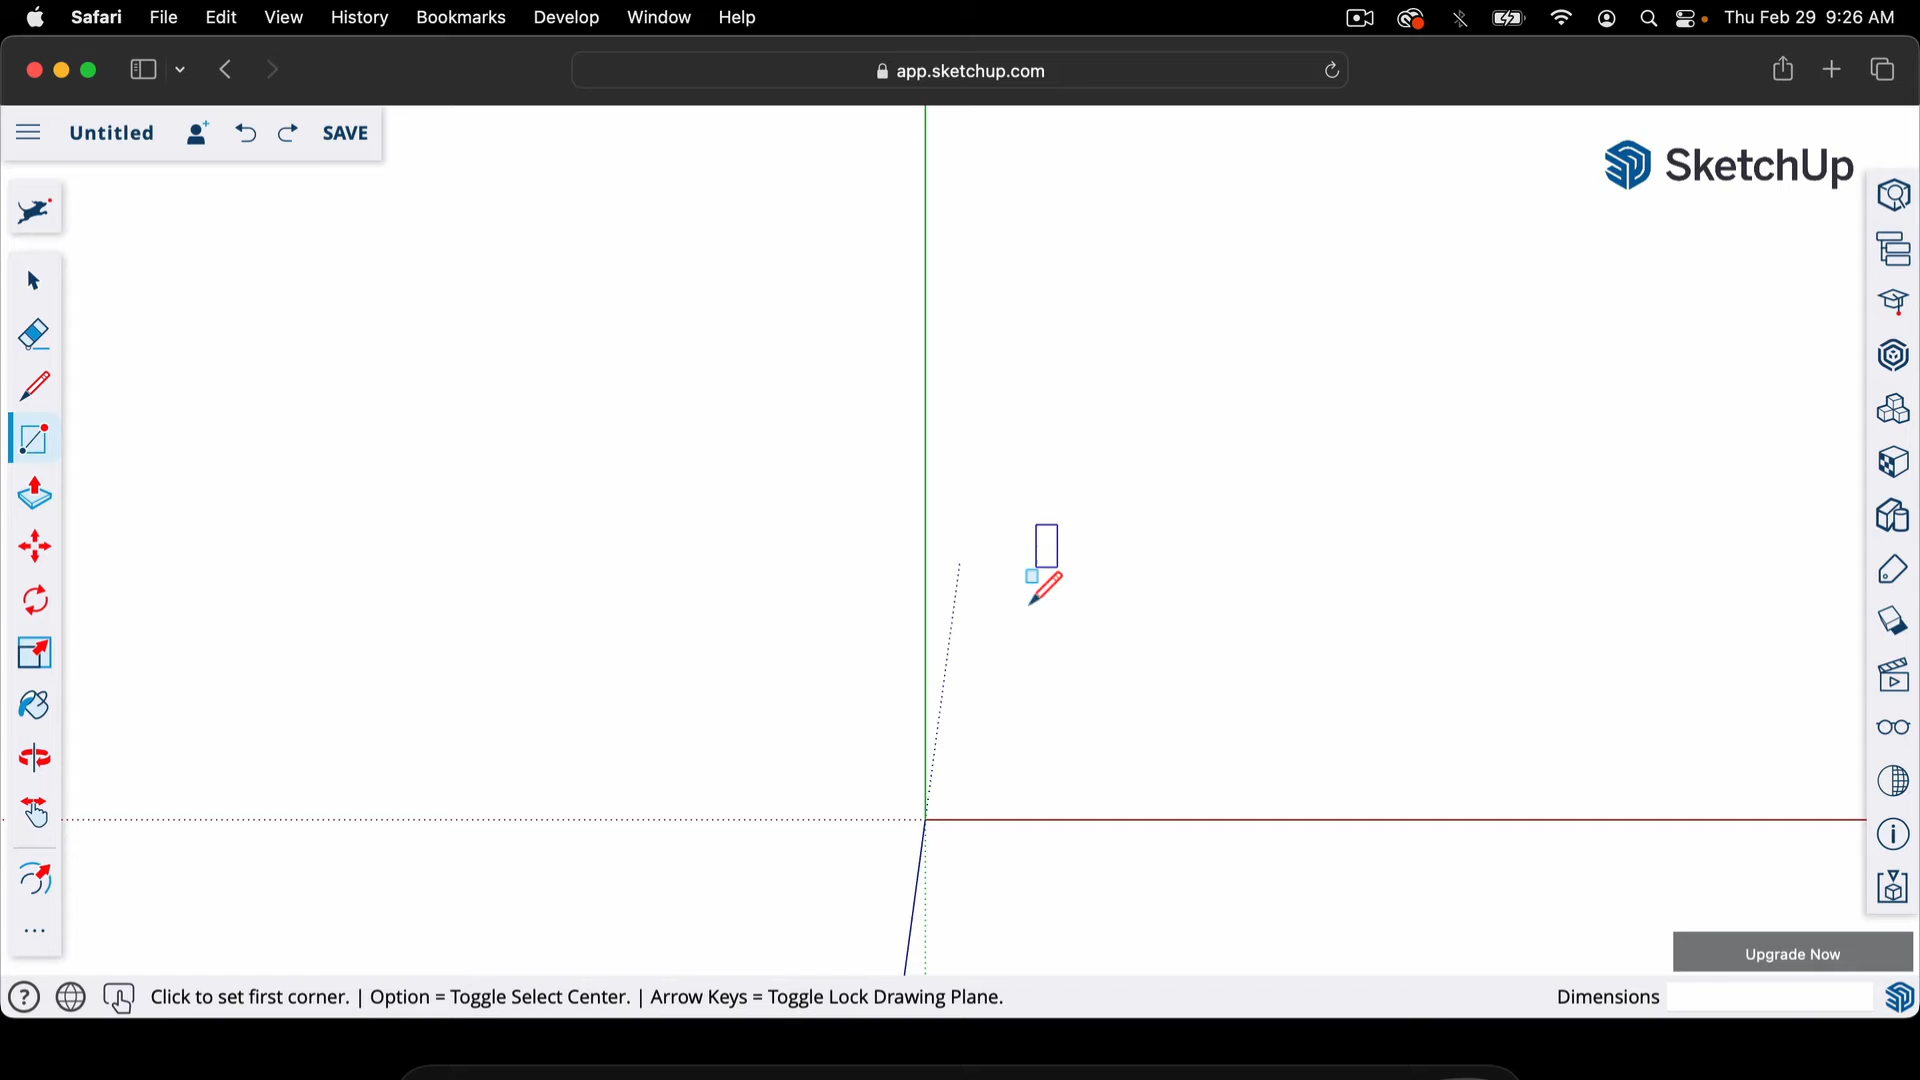 Safari File Edit View History Bookmarks Develop Window Help Thu Feb 29 9:26 AM
app.sketchup.com
Untitled SAVE
SketchUp
Upgrade Now
Click to set first corner. | Option = Toggle Select Center. | Arrow Keys = Toggle Lock Drawing Plane. Dimensions